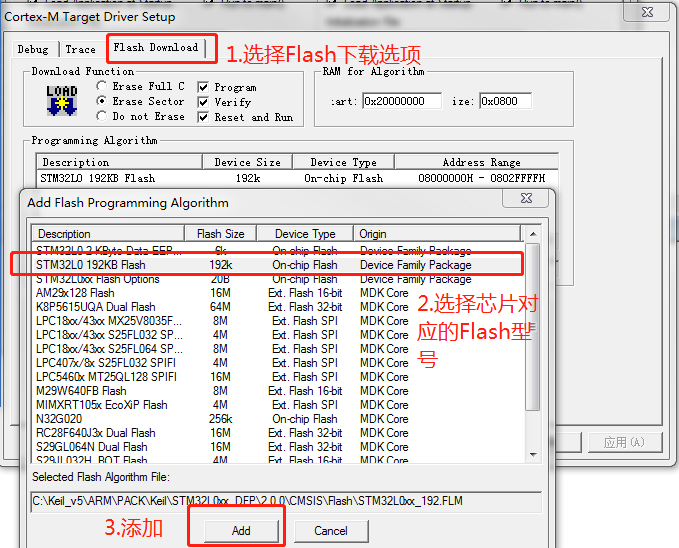 Cortex-M Target Driver Setup
Debug Trace Flash Download
1.选择Flash下载选项
Download Function
LOAD
Erase Full C
Erase Sector
Do not Erase
Program
Verify
Reset and Run
RAM for Algorithm
:art: 0x20000000 ize: 0x0800
Programming Algorithm
Description Device Size Device Type Address Range
STM32L0 192KB Flash 192k On-chip Flash 08000000H - 0802FFFFH
Add Flash Programming Algorithm
Description Flash Size Device Type Origin
STM32L0 2 KByte Data EEP... 6k On-chip Flash Device Family Package
STM32L0 192KB Flash 192k On-chip Flash Device Family Package
STM32L0xx Flash Options 20B On-chip Flash Device Family Package
AM29x128 Flash 16M Ext. Flash 16-bit MDK Core
K8P5615UQA Dual Flash 64M Ext. Flash 32-bit MDK Core
LPC18xx/43xx MX25V8035F... 8M Ext. Flash SPI MDK Core
LPC18xx/43xx S25FL032 SP... 4M Ext. Flash SPI MDK Core
LPC18xx/43xx S25FL064 SP... 8M Ext. Flash SPI MDK Core
LPC407x/8x S25FL032 SPIFI 4M Ext. Flash SPI MDK Core
LPC5460x MT25QL128 SPIFI 16M Ext. Flash SPI MDK Core
M29W640FB Flash 8M Ext. Flash 16-bit MDK Core
MIMXRT105x EcoXiP Flash 4M Ext. Flash SPI MDK Core
N32G020 256k On-chip Flash MDK Core
RC28F640J3x Dual Flash 16M Ext. Flash 32-bit MDK Core
S29GL064N Dual Flash 16M Ext. Flash 32-bit MDK Core
S29JL032H_BOT Flash 4M Ext. Flash 16-bit MDK Core
2.选择芯片对
应的Flash型
号
应用(A)
Selected Flash Algorithm File:
C:\Keil_v5\ARM\PACK\Keil\STM32L0xx_DFP\2.0.0\CMSIS\Flash\STM32L0xx_192.FLM
3.添加
Add Cancel